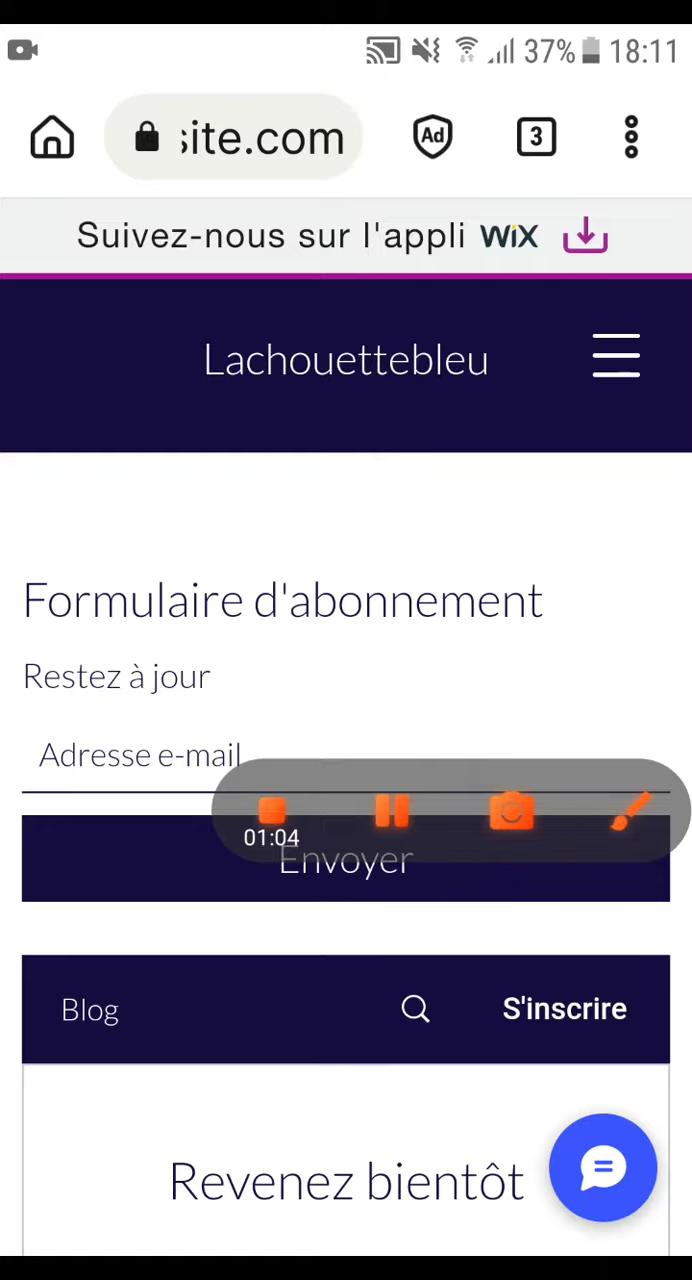 37% 18:11
site.com Ad 3
Suivez-nous sur l'appli WIX
Lachouettebleu
Formulaire d'abonnement
Restez à jour
Adresse e-mail
01:04
Envoyer
Blog S'inscrire
Revenez bientôt